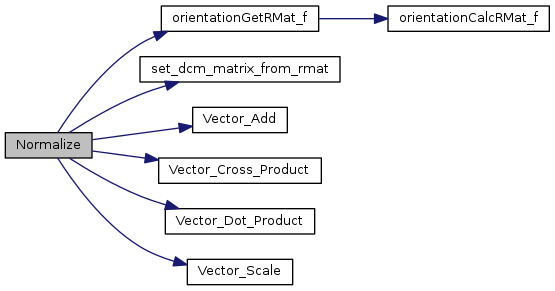 orientationGetRMat_f
orientationCalcRMat_f
set_dcm_matrix_from_rmat
Vector_Add
Normalize
Vector_Cross_Product
Vector_Dot_Product
Vector_Scale